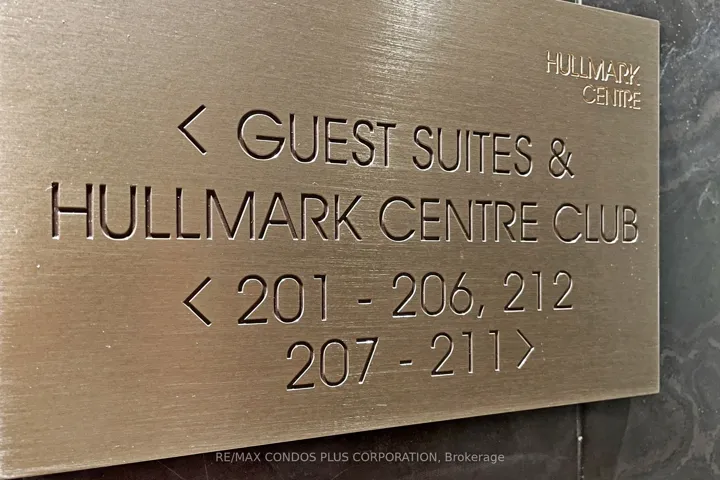 HULLMARK
CENTRE
< GUEST SUITES &
HULLMARK CENTRE CLUB
< 201 - 206, 212
207 - 211 >
RE/MAX CONDOS PLUS CORPORATION, Brokerage